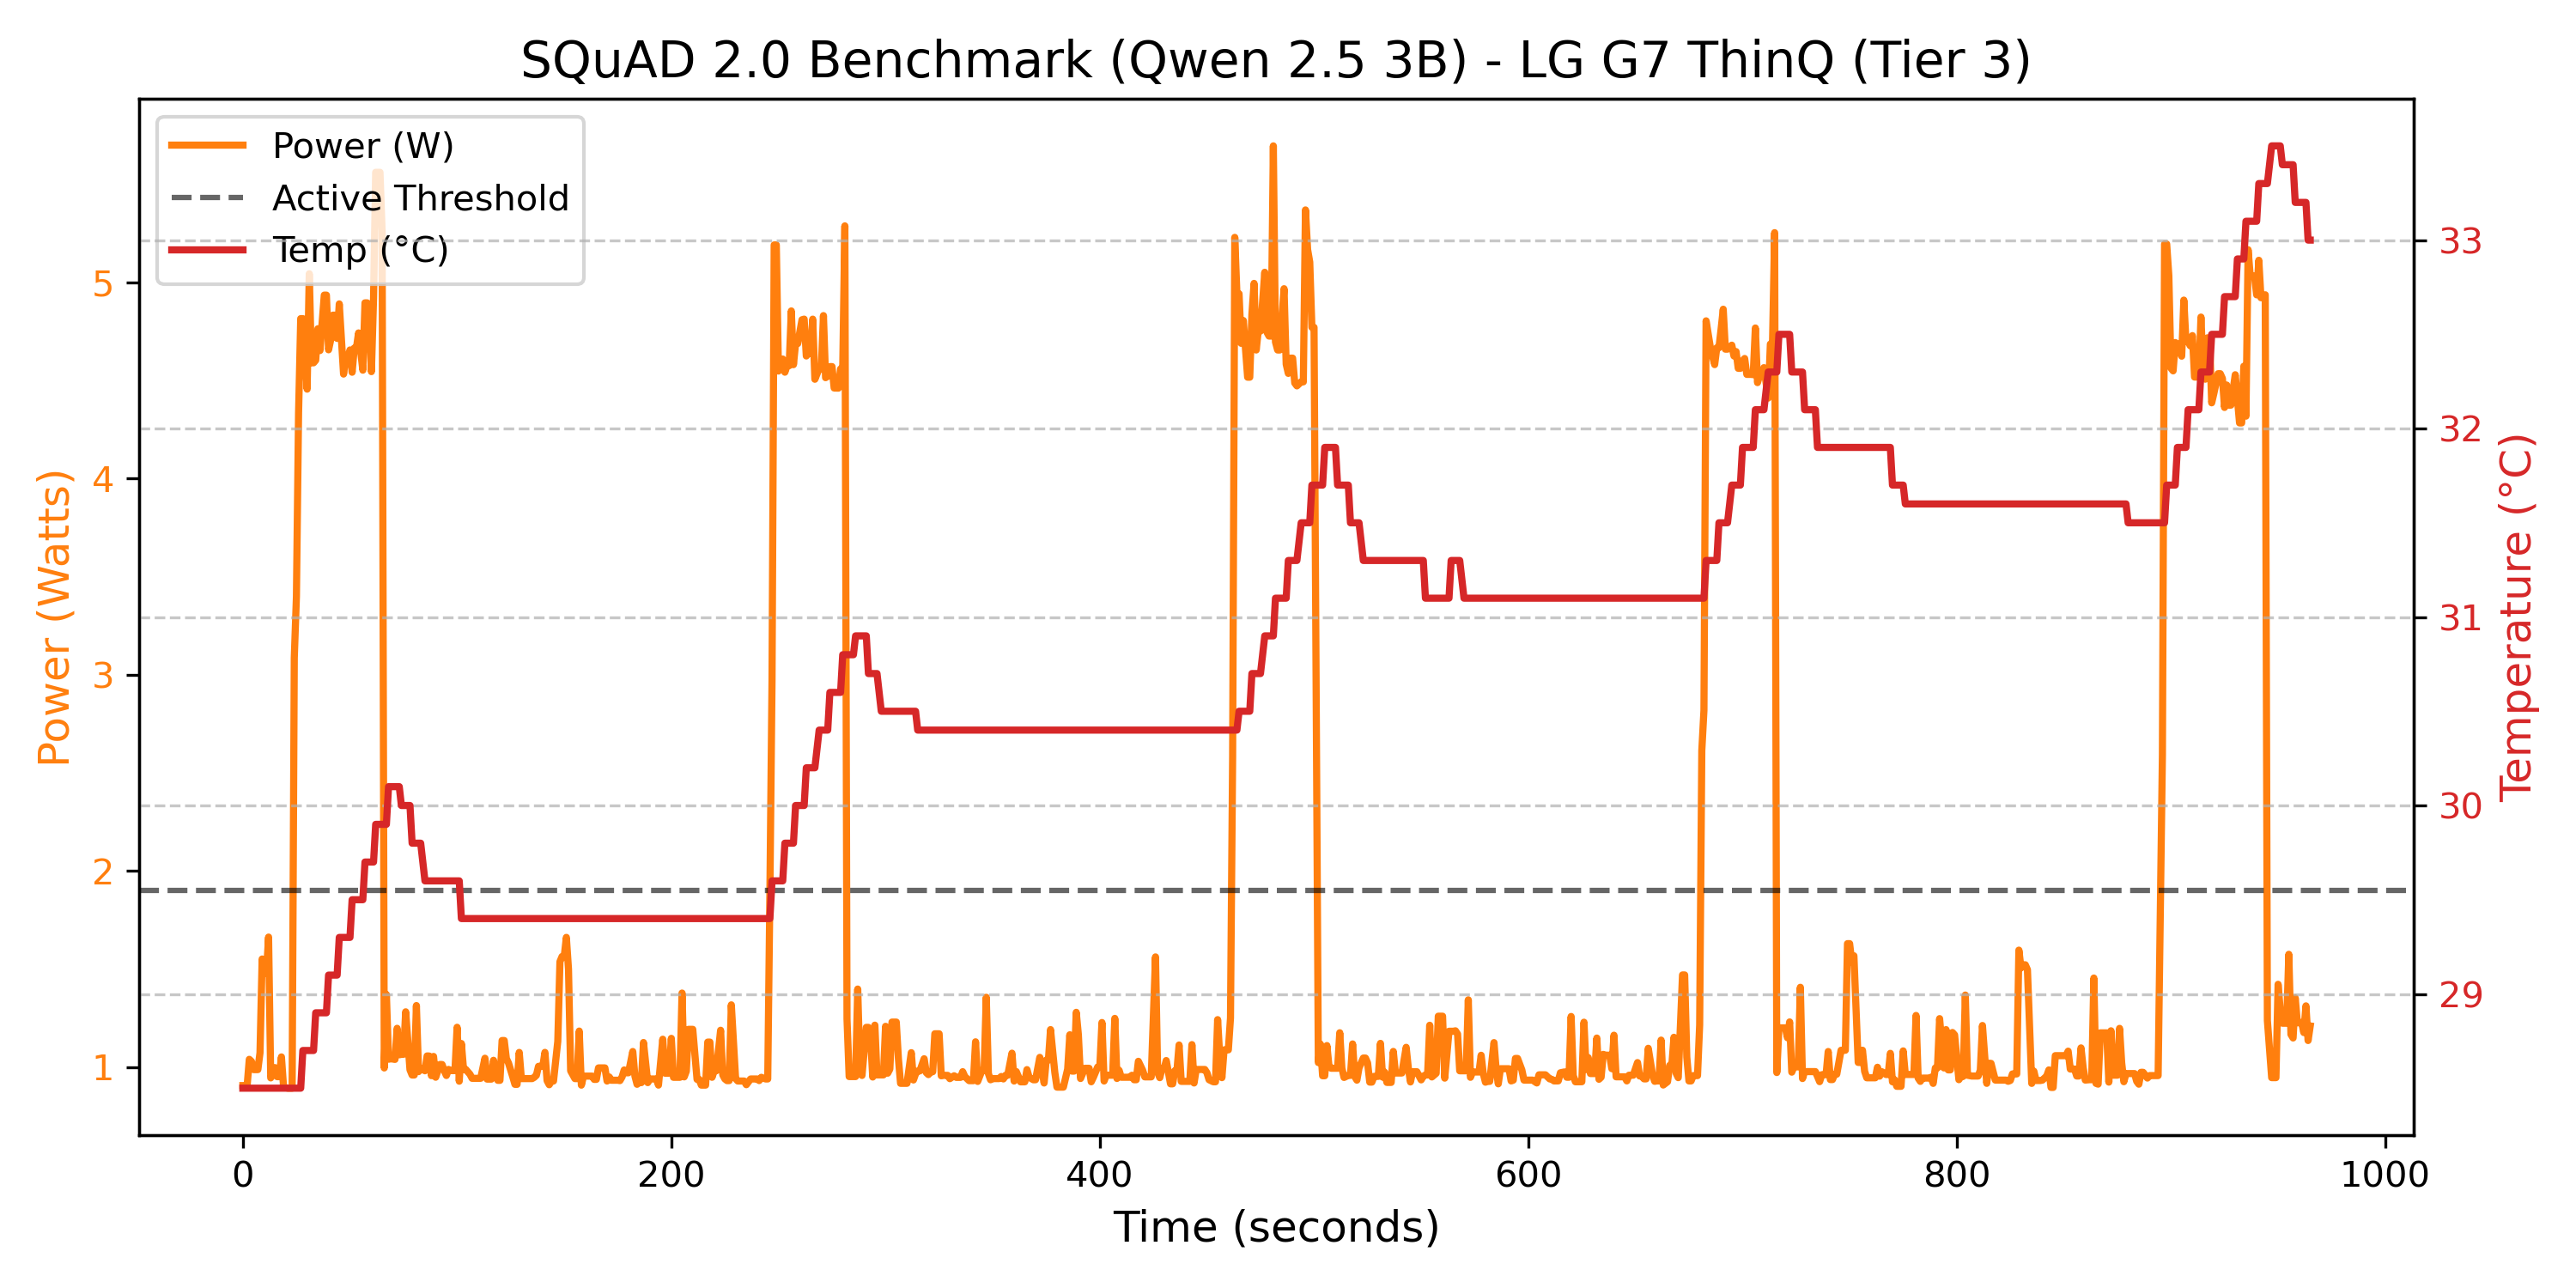 SQuAD 2.0 Benchmark (Qwen 2.5 3B) - LG G7 ThinQ (Tier 3)
Power (W)
Active Threshold
Temp (°C)
Power (Watts)
5
4
3
2
1
33
32
31
30
29
Temperature (°C)
0
200
400
600
800
1000
Time (seconds)